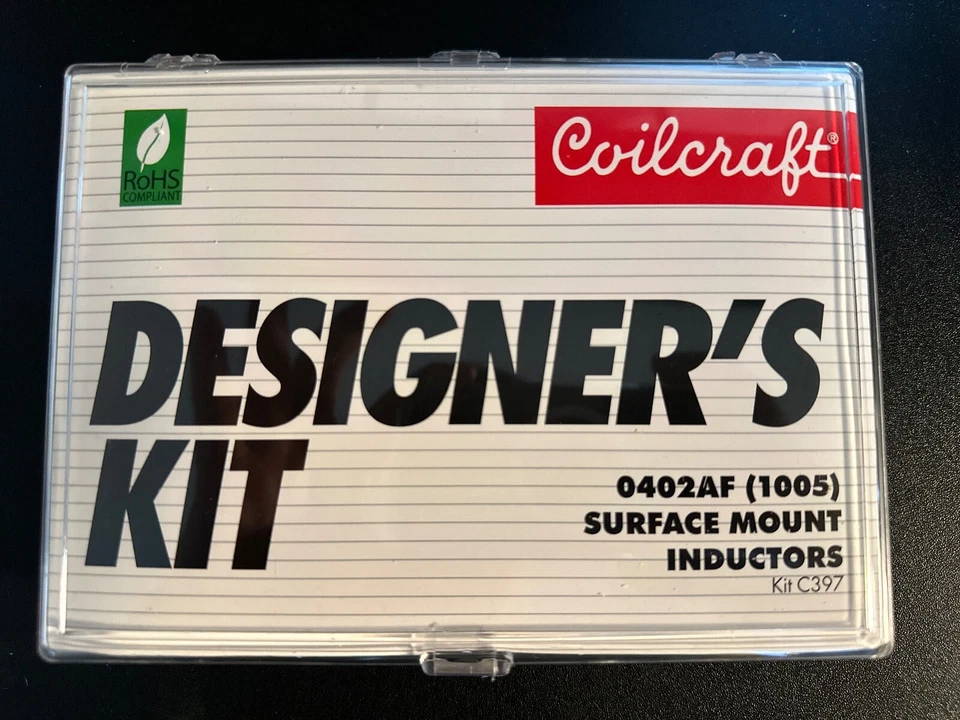 RoHS
COMPLIANT
Coilcraft®
DESIGNER'S
KIT
0402AF (1005)
SURFACE MOUNT
INDUCTORS
Kit C397